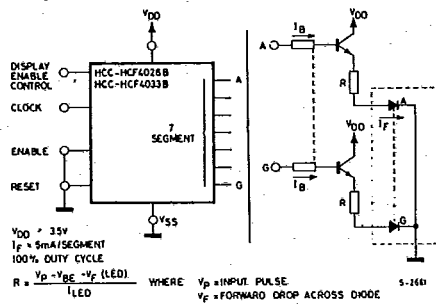 VDD
DISPLAY
ENABLE
CONTROL
HCC-HCF4026B
HCC-HCF4033B
CLOCK
7
SEGMENT
ENABLE
RESET
A
G
VSS
VDD
IB
A
R
A
IF
VDD
G
IB
R
G
VDD = 3.5V
IF = 5mA/SEGMENT
100% DUTY CYCLE
R = VP -VBE -VF (LED) / ILED WHERE VP = INPUT PULSE
VF = FORWARD DROP ACROSS DIODE
S-2661